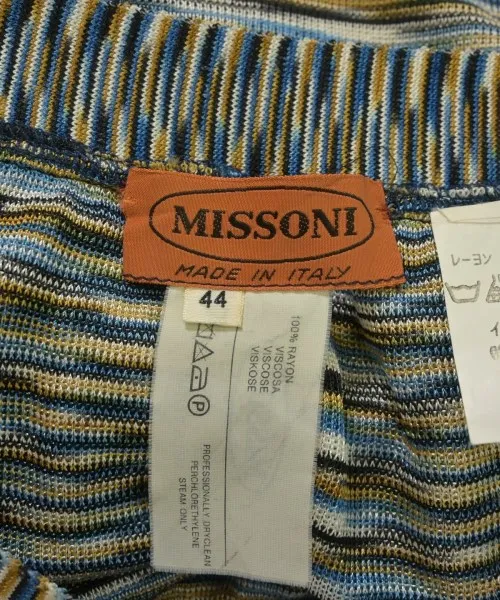 MISSONI
MADE IN ITALY
44
100% RAYON
VISCOSA
VISCOSE
VISKOSE
P
PROFESSIONALLY DRYCLEAN
PERCHLORETHYLENE
STEAM ONLY
レーヨン